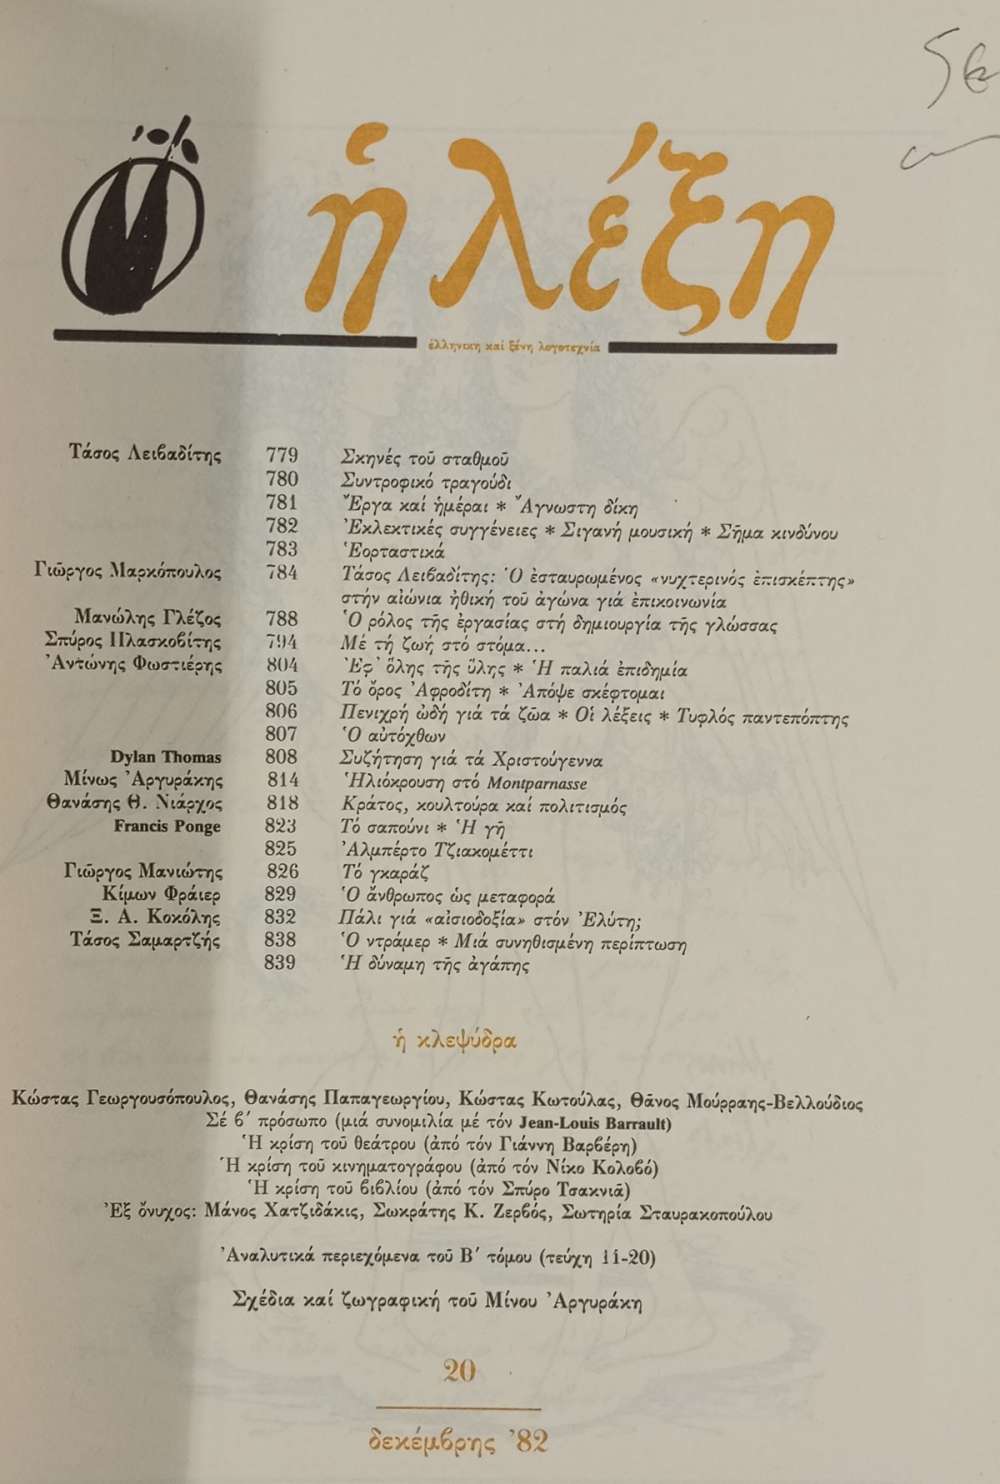 ἡ λέξη
ἑλληνική καί ξένη λογοτεχνία
Τάσος Λειβαδίτης 779 Σκηνές τοῦ σταθμοῦ
780 Συντροφικό τραγούδι
781 Ἔργα καί ἡμέραι * Ἄγνωστη δίκη
782 Ἐκλεκτικές συγγένειες * Σιγανή μουσική * Σῆμα κινδύνου
783 Ἑορταστικά
Γιῶργος Μαρκόπουλος 784 Τάσος Λειβαδίτης: Ὁ ἐσταυρωμένος «νυχτερινός ἐπισκέπτης»
στήν αἰώνια ἠθική τοῦ ἀγώνα γιά ἐπικοινωνία
Μανώλης Γλέζος 788 Ὁ ρόλος τῆς ἐργασίας στή δημιουργία τῆς γλώσσας
Σπύρος Πλασκοβίτης 794 Μέ τή ζωή στό στόμα...
Ἀντώνης Φωστιέρης 804 Ἐφ' ὅλης τῆς ὕλης * Ἡ παλιά ἐπιδημία
805 Τό ὄρος Ἀφροδίτη * Ἀπόψε σκέφτομαι
806 Πενιχρή ὠδή γιά τά ζῶα * Οἱ λέξεις * Τυφλός παντεπόπτης
807 Ὁ αὐτόχθων
Dylan Thomas 808 Συζήτηση γιά τά Χριστούγεννα
Μίνως Ἀργυράκης 814 Ἡλιόκρουση στό Montparnasse
Θανάσης Θ. Νιάρχος 818 Κράτος, κουλτούρα καί πολιτισμός
Francis Ponge 823 Τό σαπούνι * Ἡ γῆ
825 Ἀλμπέρτο Τζιακομέττι
Γιῶργος Μανιώτης 826 Τό γκαράζ
Κίμων Φράιερ 829 Ὁ ἄνθρωπος ὡς μεταφορά
Ξ. Α. Κοκόλης 832 Πάλι γιά «αἰσιοδοξία» στόν Ἐλύτη;
Τάσος Σαμαρτζής 838 Ὁ ντράμερ * Μιά συνηθισμένη περίπτωση
839 Ἡ δύναμη τῆς ἀγάπης
ἡ κλεψύδρα
Κώστας Γεωργουσόπουλος, Θανάσης Παπαγεωργίου, Κώστας Κωτούλας, Θᾶνος Μούρραης-Βελλούδιος
Σέ β' πρόσωπο (μιά συνομιλία μέ τόν Jean-Louis Barrault)
Ἡ κρίση τοῦ θεάτρου (ἀπό τόν Γιάννη Βαρβέρη)
Ἡ κρίση τοῦ κινηματογράφου (ἀπό τόν Νίκο Κολοβό)
Ἡ κρίση τοῦ βιβλίου (ἀπό τόν Σπύρο Τσακνιᾶ)
Ἐξ ὄνυχος: Μάνος Χατζιδάκις, Σωκράτης Κ. Ζερβός, Σωτηρία Σταυρακοπούλου
Ἀναλυτικά περιεχόμενα τοῦ Β' τόμου (τεύχη 11-20)
Σχέδια καί ζωγραφική τοῦ Μίνου Ἀργυράκη
20
δεκέμβρης '82